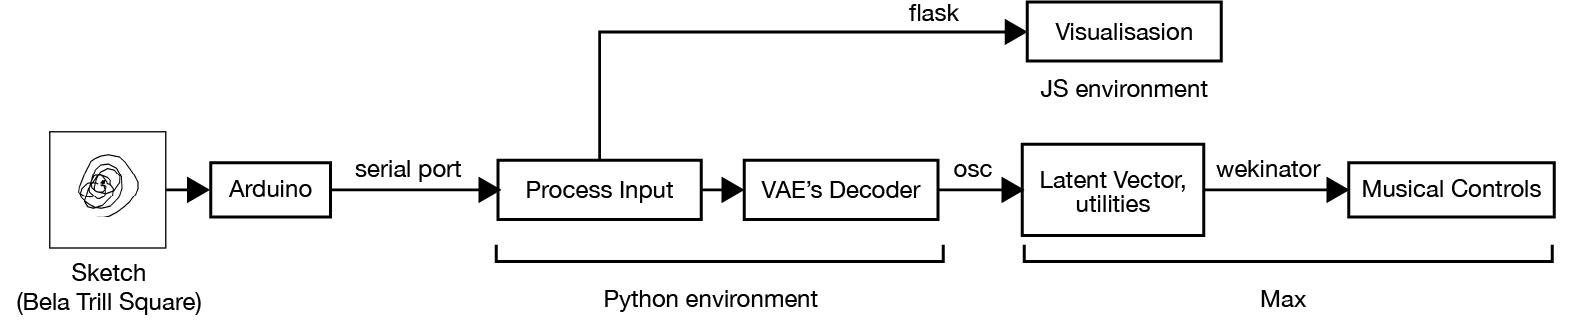 flask
Visualisasion
JS environment
Sketch
(Bela Trill Square)
Arduino
serial port
Process Input
VAE’s Decoder
osc
Latent Vector,
utilities
wekinator
Musical Controls
Python environment
Max